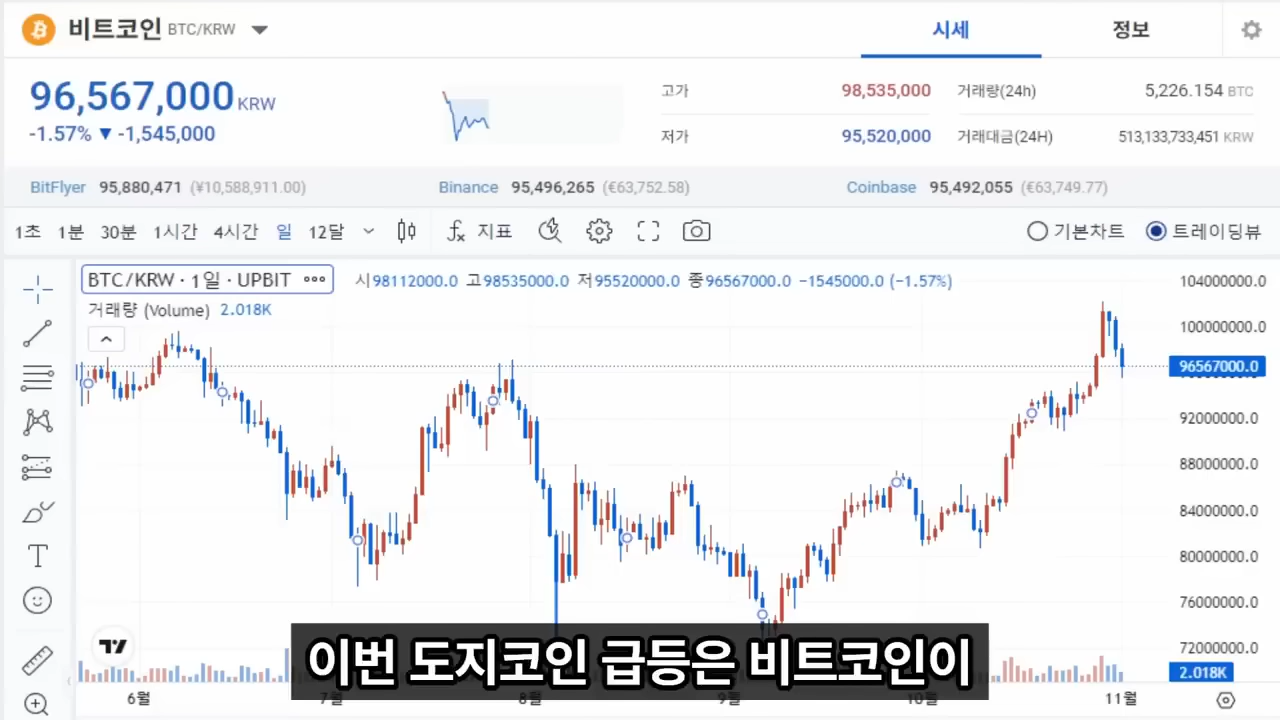 비트코인 BTC/KRW
시세
정보
96,567,000 KRW
-1.57% ▼ -1,545,000
고가 98,535,000
거래량(24h) 5,226.154 BTC
저가 95,520,000
거래대금(24H) 513,133,733,451 KRW
BitFlyer 95,880,471 (¥10,588,911.00)
Binance 95,496,265 (€63,752.58)
Coinbase 95,492,055 (€63,749.77)
1초 1분 30분 1시간 4시간 일 12달
지표
기본차트
트레이딩뷰
BTC/KRW · 1일 · UPBIT
시98112000.0 고98535000.0 저95520000.0 종96567000.0 −1545000.0 (−1.57%)
거래량 (Volume) 2.018K
104000000.0
100000000.0
96567000.0
92000000.0
88000000.0
84000000.0
80000000.0
76000000.0
72000000.0
2.018K
이번 도지코인 급등은 비트코인이
6월
7월
8월
9월
10월
11월